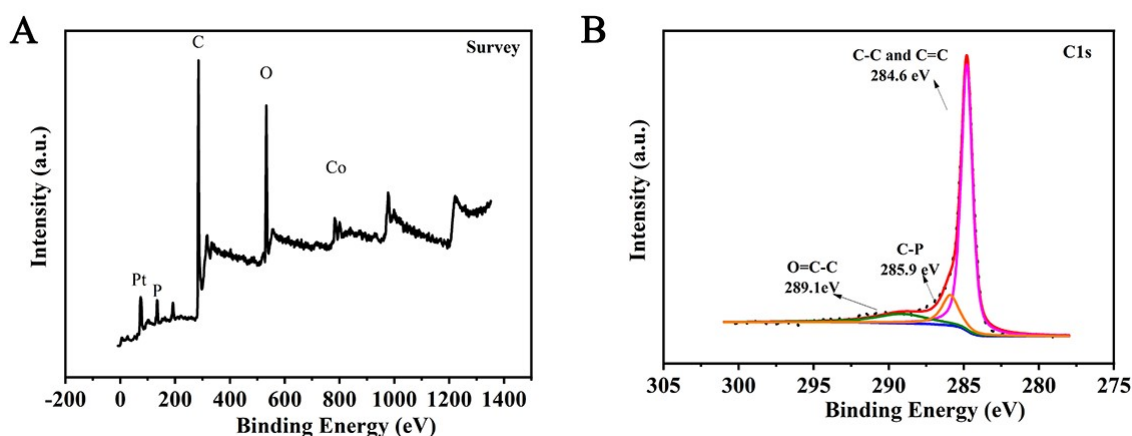 A
Survey
C
O
Co
Pt
P
Intensity (a.u.)
-200 0 200 400 600 800 1000 1200 1400
Binding Energy (eV)
B
C1s
C-C and C=C
284.6 eV
C-P
285.9 eV
O=C-C
289.1eV
Intensity (a.u.)
305 300 295 290 285 280 275
Binding Energy (eV)